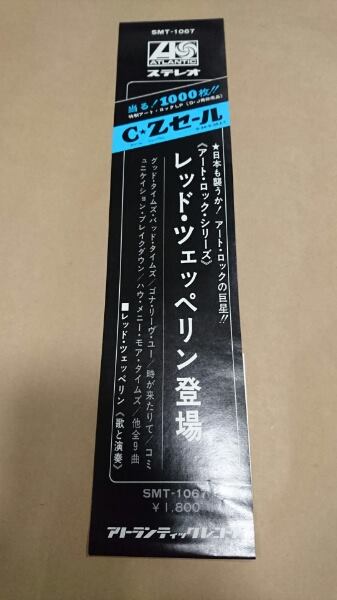 SMT-1067
ATLANTIC
ステレオ
当る！1000枚!!
C★Zセール
★日本も襲うか！ アート・ロックの巨星!!
《アート・ロック・シリーズ》
レッド・ツェッペリン登場
グッド・タイムズ・バッド・タイムズ／ゴナ・リーヴ・ユー／時が来たりて／コミ
ュニケイション・ブレイクダウン／ハウ・メニー・モア・タイムズ／他全9曲
■レッド・ツェッペリン《歌と演奏》
SMT-1067
￥1,800
アトランティックレコード